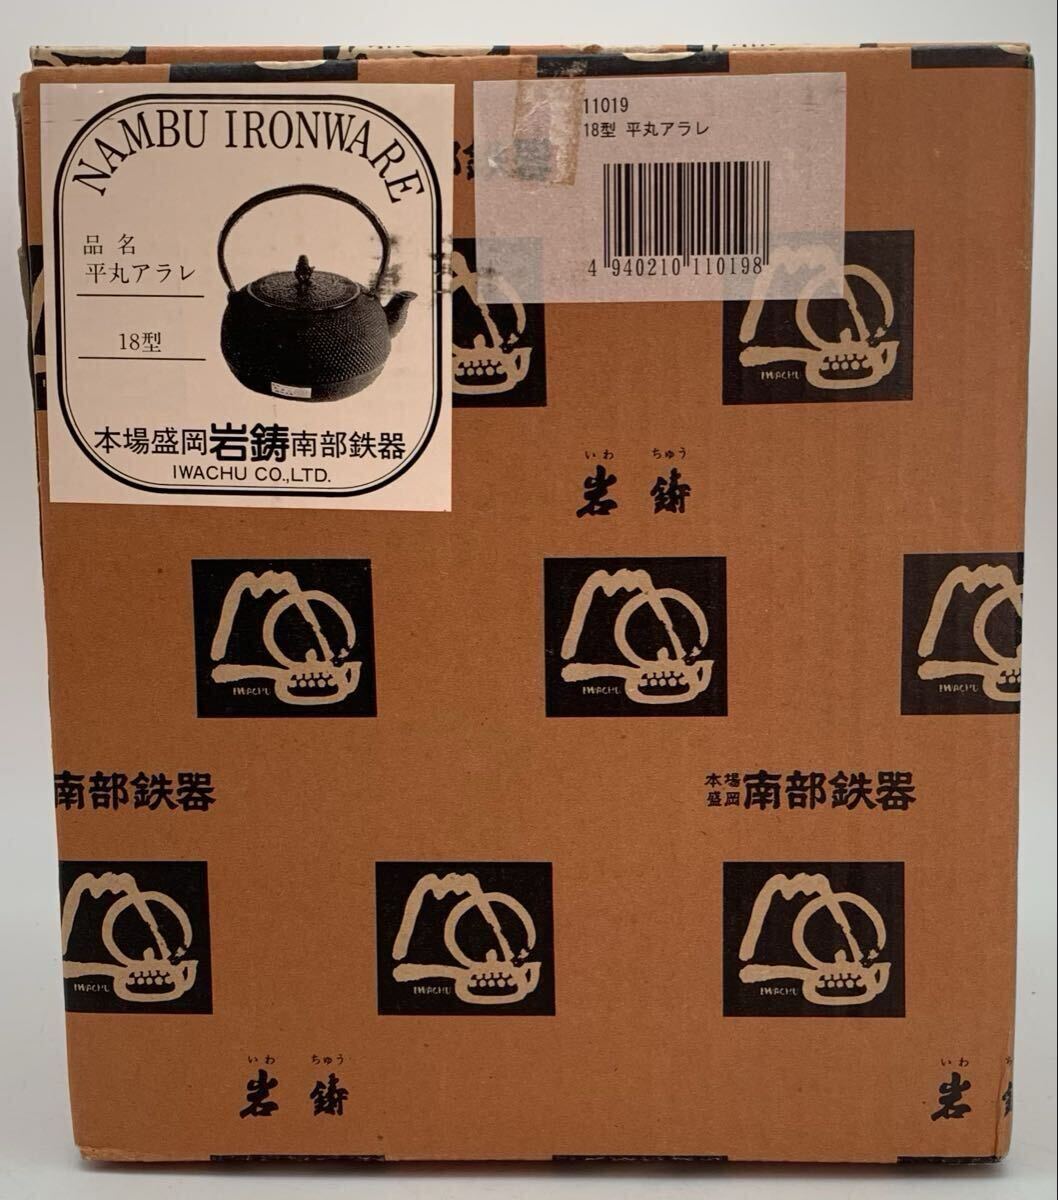 NAMBU IRONWARE
品名
平丸アラレ
18型
本場盛岡岩鋳南部鉄器
IWACHU CO.,LTD.
11019
18型 平丸アラレ
4 940210 110198
IWACHU
いわ ちゅう
岩鋳
IWACHU
IWACHU
IWACHU
南部鉄器
本場
盛岡
南部鉄器
IWACHU
IWACHU
IWACHU
いわ ちゅう
岩鋳
いわ
岩